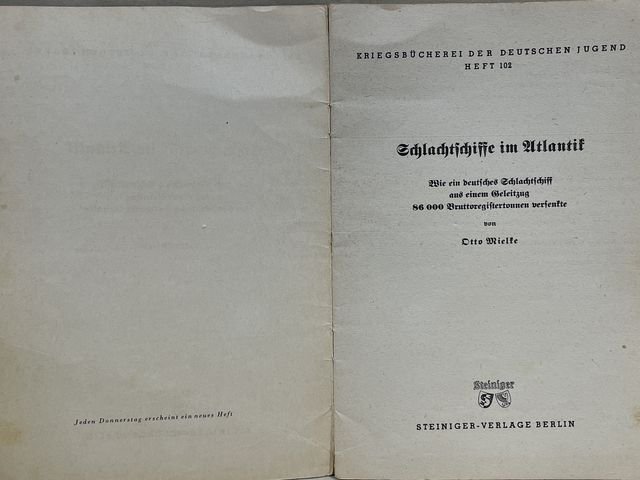 Jeden Donnerstag erscheint ein neues Heft
KRIEGSBÜCHEREI DER DEUTSCHEN JUGEND
HEFT 102
Schlachtschiffe im Atlantik
Wie ein deutsches Schlachtschiff
aus einem Geleitzug
86 000 Bruttoregistertonnen versenkte
von
Otto Mielke
Steiniger
STEINIGER-VERLAGE BERLIN